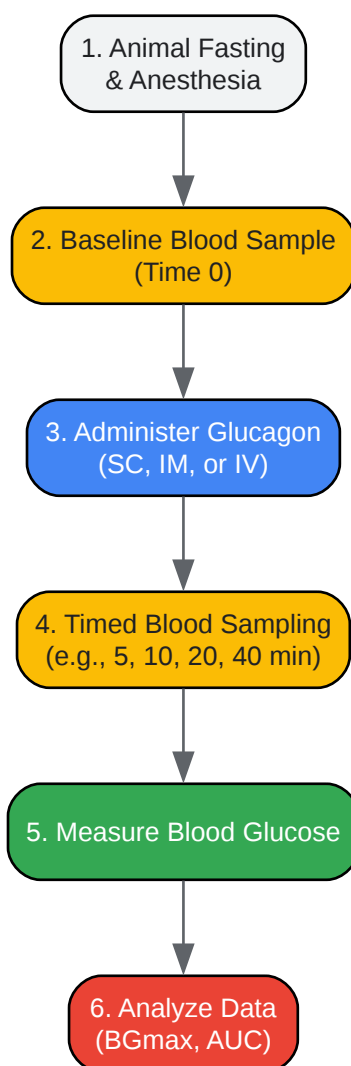 1. Animal Fasting
& Anesthesia
2. Baseline Blood Sample
(Time 0)
3. Administer Glucagon
(SC, IM, or IV)
4. Timed Blood Sampling
(e.g., 5, 10, 20, 40 min)
5. Measure Blood Glucose
6. Analyze Data
(BGmax, AUC)